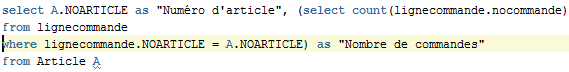 select A.NOARTICLE as "Numéro d'article", (select count(lignecommande.nocommande)
from lignecommande
where lignecommande.NOARTICLE = A.NOARTICLE) as "Nombre de commandes"
from Article A